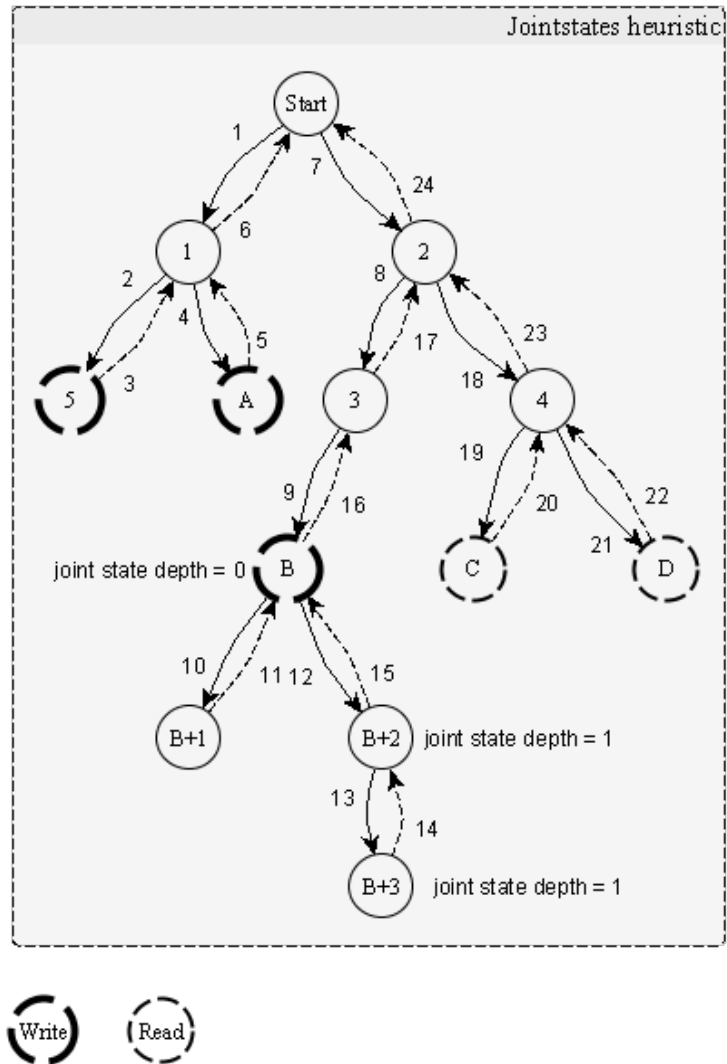 Jointstates heuristic
Start
1
6
7
24
1
2
2
4
5
3
8
17
18
23
5
A
3
4
9
16
19
20
22
21
joint state depth = 0
B
C
D
10
11
12
15
B+1
B+2
joint state depth = 1
13
14
B+3
joint state depth = 1
Write
Read